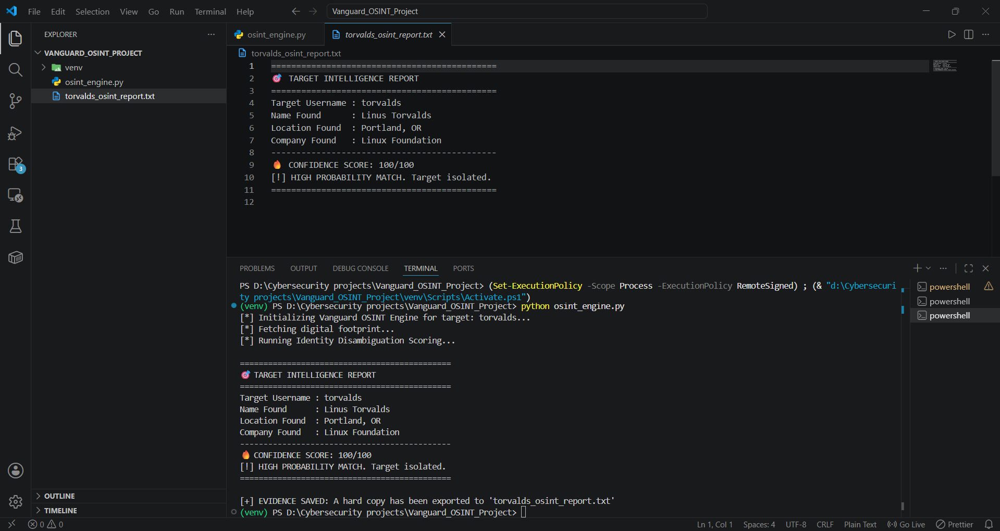 File Edit Selection View Go Run Terminal Help
Vanguard_OSINT_Project
EXPLORER
VANGUARD_OSINT_PROJECT
venv
osint_engine.py
torvalds_osint_report.txt
3
OUTLINE
TIMELINE
osint_engine.py torvalds_osint_report.txt
torvalds_osint_report.txt
1 =============================================
2 🎯 TARGET INTELLIGENCE REPORT
3 =============================================
4 Target Username : torvalds
5 Name Found      : Linus Torvalds
6 Location Found  : Portland, OR
7 Company Found   : Linux Foundation
8 ---------------------------------------------
9 🔥 CONFIDENCE SCORE: 100/100
10 [!] HIGH PROBABILITY MATCH. Target isolated.
11 =============================================
12
PROBLEMS OUTPUT DEBUG CONSOLE TERMINAL PORTS
PS D:\Cybersecurity projects\Vanguard_OSINT_Project> (Set-ExecutionPolicy -Scope Process -ExecutionPolicy RemoteSigned) ; (& "d:\Cybersecuri
ty projects\Vanguard_OSINT_Project\venv\Scripts\Activate.ps1")
(venv) PS D:\Cybersecurity projects\Vanguard_OSINT_Project> python osint_engine.py
[*] Initializing Vanguard OSINT Engine for target: torvalds...
[*] Fetching digital footprint...
[*] Running Identity Disambiguation Scoring...
=============================================
🎯 TARGET INTELLIGENCE REPORT
=============================================
Target Username : torvalds
Name Found      : Linus Torvalds
Location Found  : Portland, OR
Company Found   : Linux Foundation
---------------------------------------------
🔥 CONFIDENCE SCORE: 100/100
[!] HIGH PROBABILITY MATCH. Target isolated.
=============================================
[+] EVIDENCE SAVED: A hard copy has been exported to 'torvalds_osint_report.txt'
(venv) PS D:\Cybersecurity projects\Vanguard_OSINT_Project>
powershell
powershell
powershell
0 0
Ln 1, Col 1 Spaces: 4 UTF-8 CRLF Plain Text Go Live Prettier